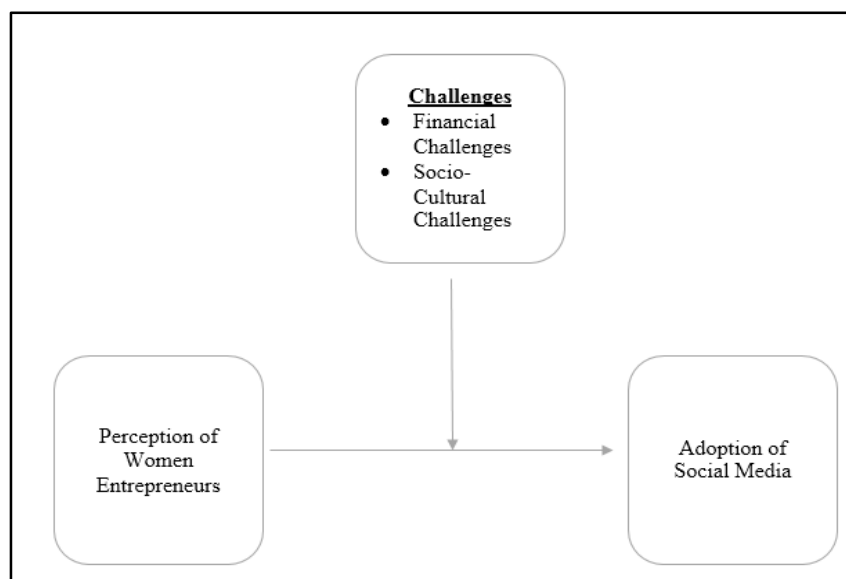 Challenges
• Financial
Challenges
• Socio-
Cultural
Challenges
Perception of
Women
Entrepreneurs
Adoption of
Social Media